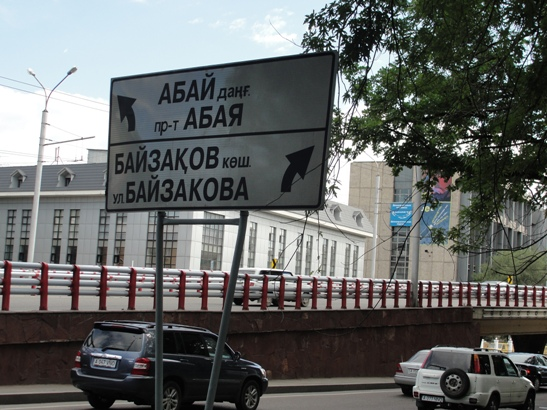 АБАЙ даңғ.
пр-т АБАЯ
БАЙЗАҚОВ көш.
ул. БАЙЗАКОВА